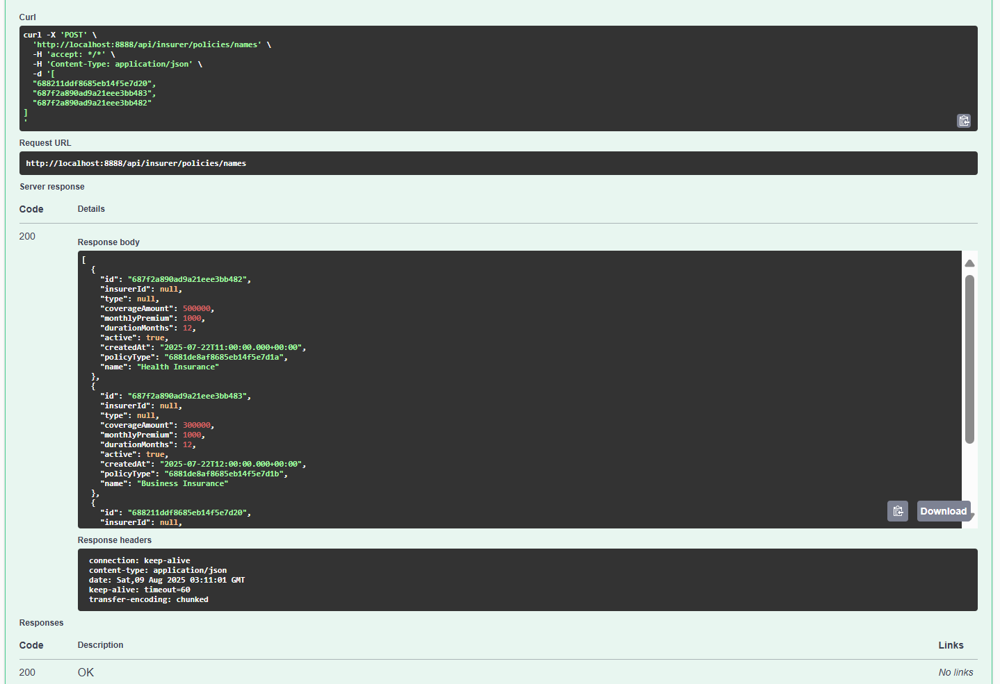 Curl
curl -X 'POST' \
'http://localhost:8888/api/insurer/policies/names' \
-H 'accept: */*' \
-H 'Content-Type: application/json' \
-d '[
"688211ddf8685eb14f5e7d20",
"687f2a890ad9a21eee3bb483",
"687f2a890ad9a21eee3bb482"
]
'
Request URL
http://localhost:8888/api/insurer/policies/names
Server response
Code Details
200
Response body
[
{
"id": "687f2a890ad9a21eee3bb482",
"insurerId": null,
"type": null,
"coverageAmount": 500000,
"monthlyPremium": 1000,
"durationMonths": 12,
"active": true,
"createdAt": "2025-07-22T11:00:00.000+00:00",
"policyType": "6881de8af8685eb14f5e7d1a",
"name": "Health Insurance"
},
{
"id": "687f2a890ad9a21eee3bb483",
"insurerId": null,
"type": null,
"coverageAmount": 300000,
"monthlyPremium": 1000,
"durationMonths": 12,
"active": true,
"createdAt": "2025-07-22T12:00:00.000+00:00",
"policyType": "6881de8af8685eb14f5e7d1b",
"name": "Business Insurance"
},
{
"id": "688211ddf8685eb14f5e7d20",
"insurerId": null,
Download
Response headers
connection: keep-alive
content-type: application/json
date: Sat,09 Aug 2025 03:11:01 GMT
keep-alive: timeout=60
transfer-encoding: chunked
Responses
Code Description Links
200 OK No links